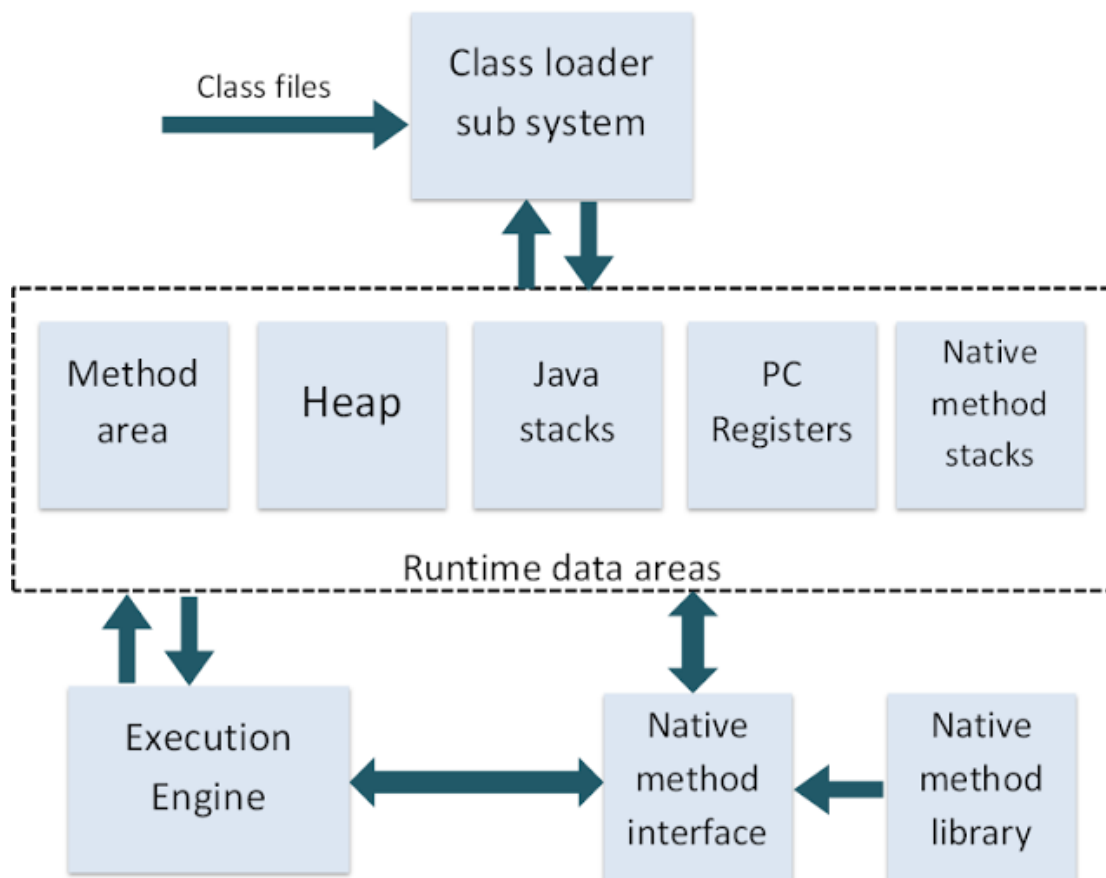 Class files
Class loader
sub system
Method
area
Heap
Java
stacks
PC
Registers
Native
method
stacks
Runtime data areas
Execution
Engine
Native
method
interface
Native
method
library